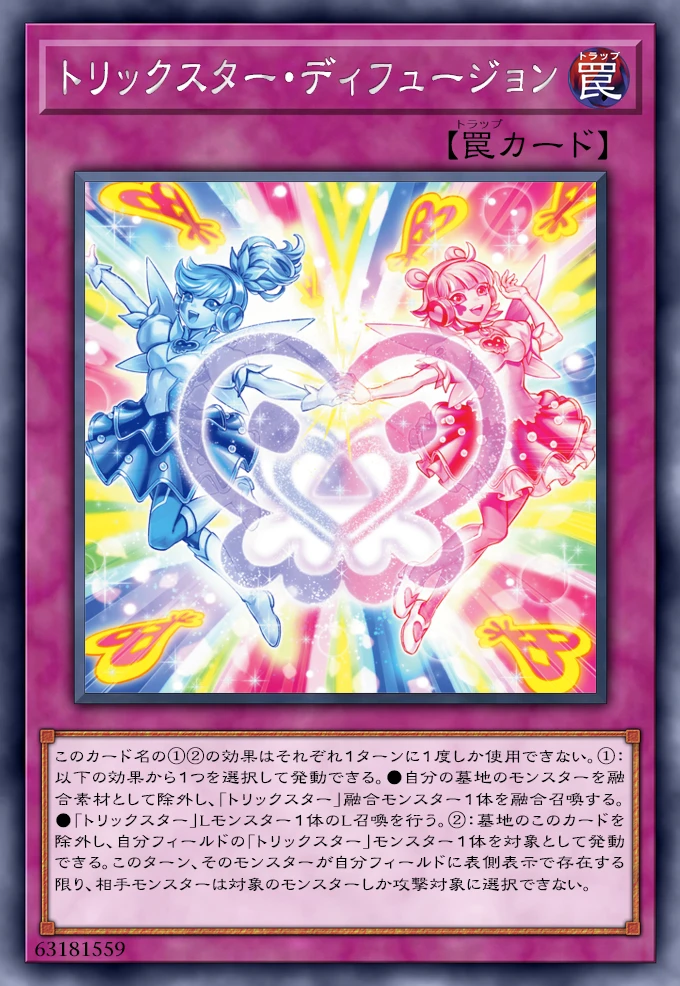 トリックスター・ディフュージョン
トラップ
罠
トラップ
【罠カード】
このカード名の①②の効果はそれぞれ1ターンに1度しか使用できない。①：
以下の効果から1つを選択して発動できる。●自分の墓地のモンスターを融
合素材として除外し、「トリックスター」融合モンスター1体を融合召喚する。
●「トリックスター」Lモンスター1体のL召喚を行う。②：墓地のこのカードを
除外し、自分フィールドの「トリックスター」モンスター1体を対象として発動
できる。このターン、そのモンスターが自分フィールドに表側表示で存在する
限り、相手モンスターは対象のモンスターしか攻撃対象に選択できない。
63181559